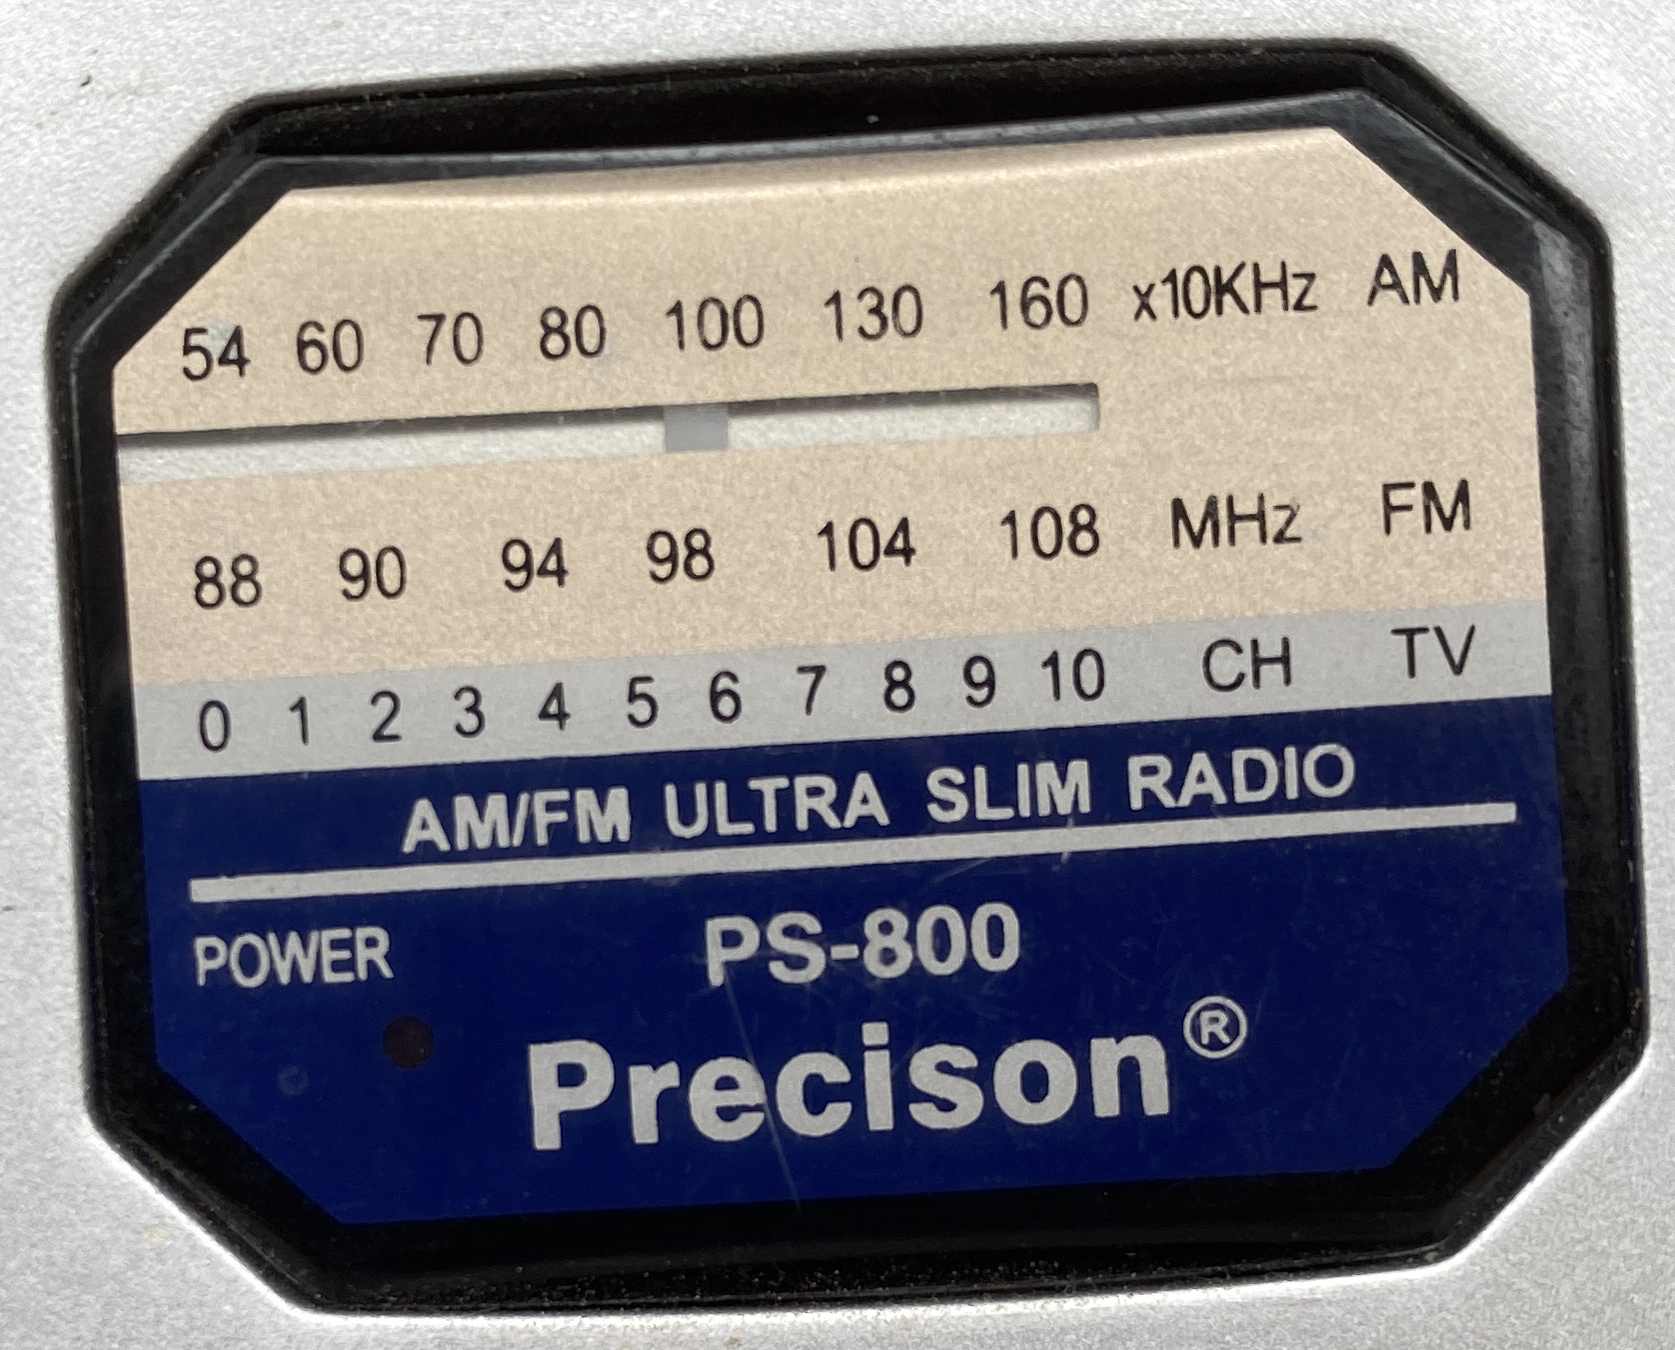 54 60 70 80 100 130 160 x10KHz AM
88 90 94 98 104 108 MHz FM
0 1 2 3 4 5 6 7 8 9 10 CH TV
AM/FM ULTRA SLIM RADIO
POWER PS-800
Precison®